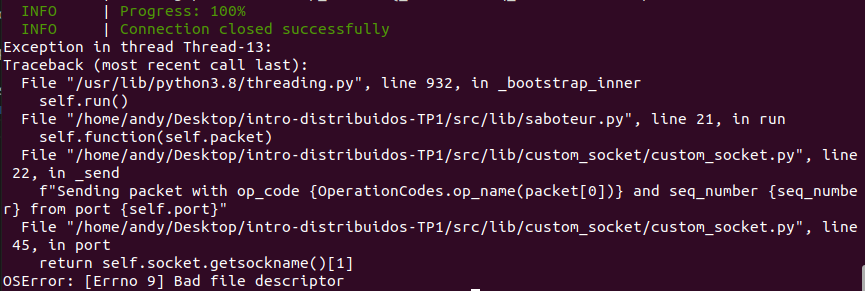 INFO     | Progress: 100%
INFO     | Connection closed successfully
Exception in thread Thread-13:
Traceback (most recent call last):
  File "/usr/lib/python3.8/threading.py", line 932, in _bootstrap_inner
    self.run()
  File "/home/andy/Desktop/intro-distribuidos-TP1/src/lib/saboteur.py", line 21, in run
    self.function(self.packet)
  File "/home/andy/Desktop/intro-distribuidos-TP1/src/lib/custom_socket/custom_socket.py", line
 22, in _send
    f"Sending packet with op_code {OperationCodes.op_name(packet[0])} and seq_number {seq_numbe
r} from port {self.port}"
  File "/home/andy/Desktop/intro-distribuidos-TP1/src/lib/custom_socket/custom_socket.py", line
45, in port
    return self.socket.getsockname()[1]
OSError: [Errno 9] Bad file descriptor